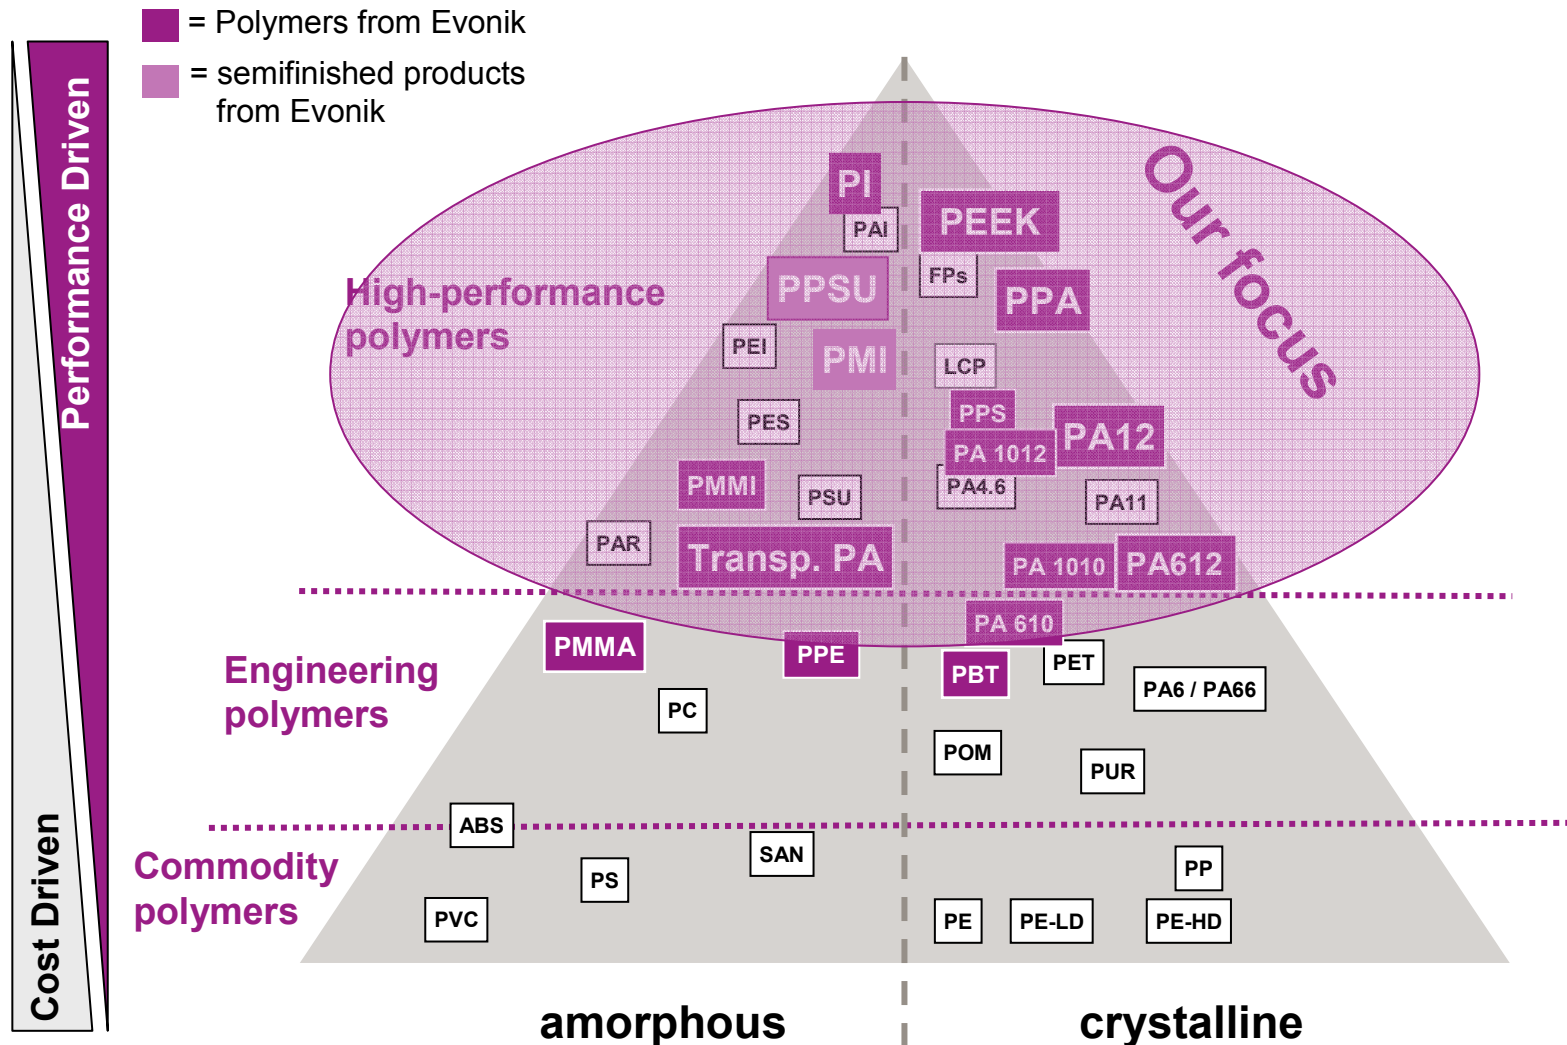 = Polymers from Evonik
= semifinished products
from Evonik
Performance Driven
Cost Driven
Our focus
High-performance
polymers
PI
PAI
PEEK
FPs
PPSU
PPA
PEI
PMI
LCP
PES
PPS
PA12
PA 1012
PMMI
PSU
PA4.6
PA11
PAR
Transp. PA
PA 1010
PA612
PA 610
Engineering
polymers
PMMA
PPE
PBT
PET
PA6 / PA66
PC
POM
PUR
ABS
Commodity
polymers
SAN
PS
PP
PVC
PE
PE-LD
PE-HD
amorphous
crystalline